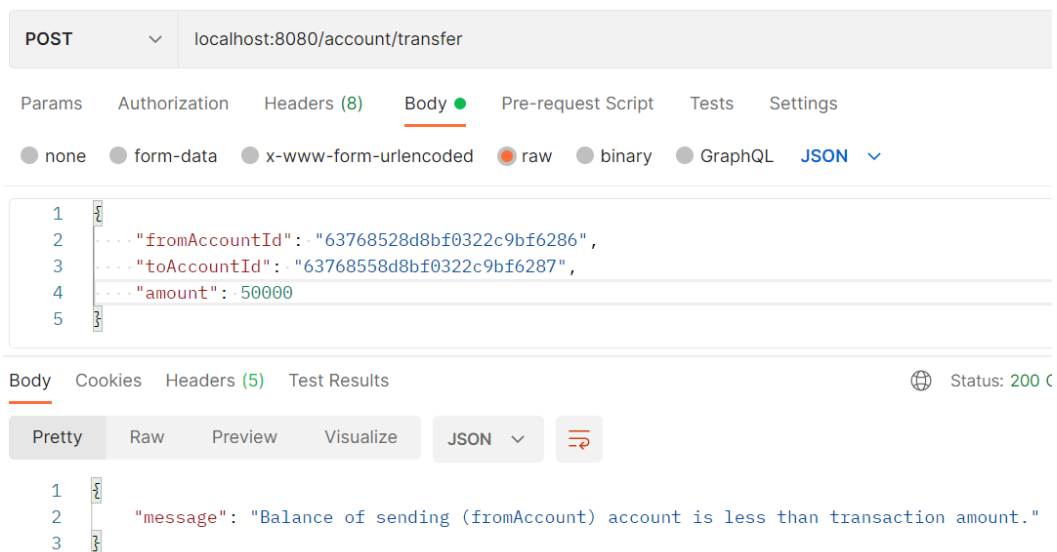 POST localhost:8080/account/transfer
Params Authorization Headers (8) Body Pre-request Script Tests Settings
none form-data x-www-form-urlencoded raw binary GraphQL JSON
1 {
2 "fromAccountId": "63768528d8bf0322c9bf6286",
3 "toAccountId": "63768558d8bf0322c9bf6287",
4 "amount": 50000
5 }
Body Cookies Headers (5) Test Results Status: 200
Pretty Raw Preview Visualize JSON
1 {
2 "message": "Balance of sending (fromAccount) account is less than transaction amount."
3 }